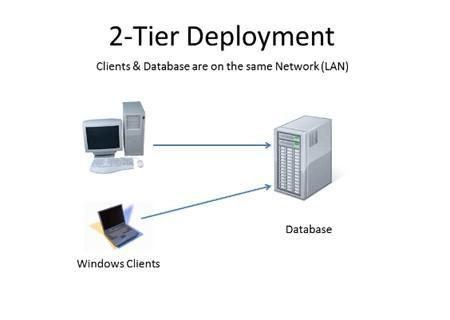 2-Tier Deployment
Clients & Database are on the same Network (LAN)
Database
Windows Clients